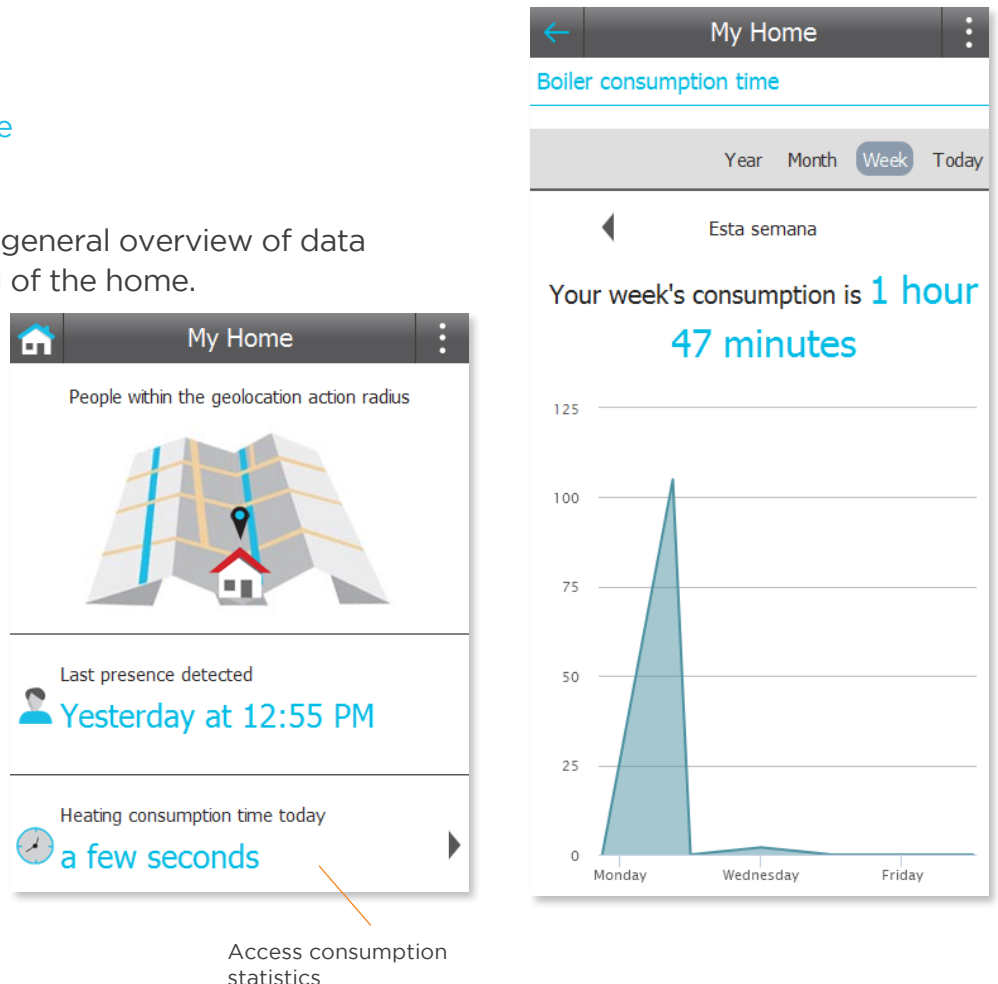 e
general overview of data
of the home.
My Home
People within the geolocation action radius
Last presence detected
Yesterday at 12:55 PM
Heating consumption time today
a few seconds
Access consumption
statistics
My Home
Boiler consumption time
Year Month Week Today
Esta semana
Your week's consumption is 1 hour
47 minutes
125
100
75
50
25
0
Monday Wednesday Friday